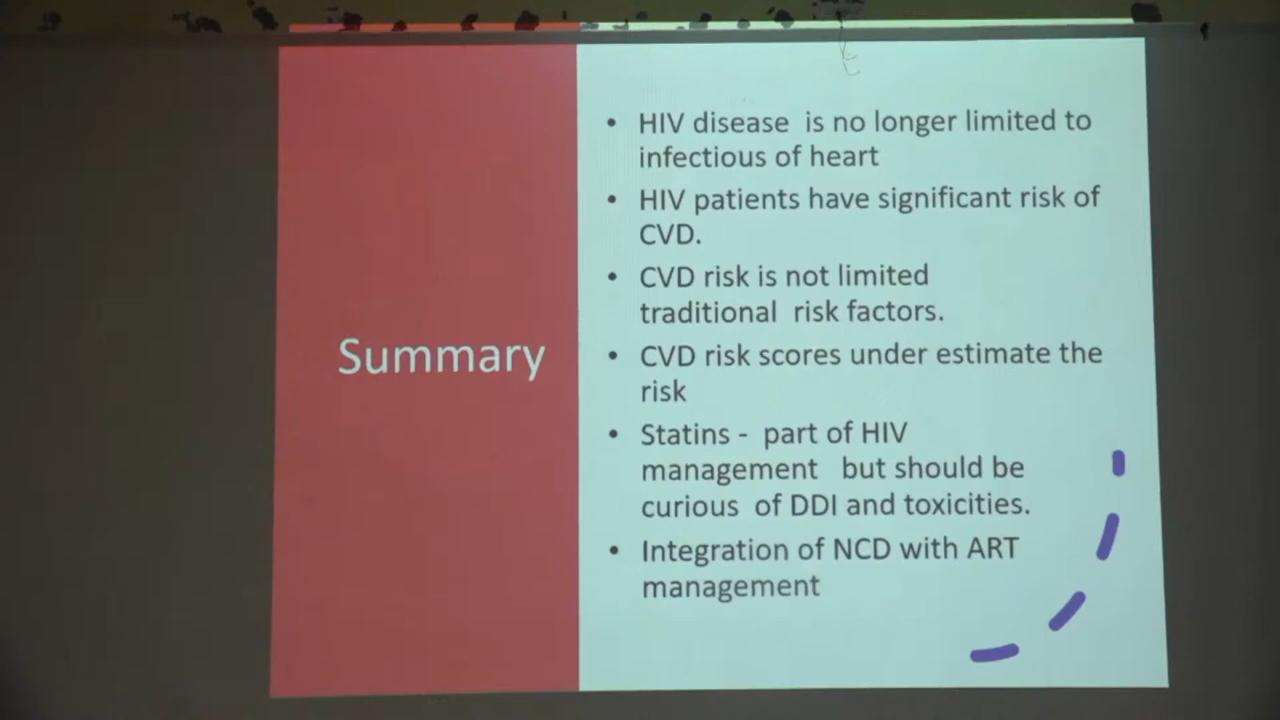 Summary
• HIV disease is no longer limited to
infectious of heart
• HIV patients have significant risk of
CVD.
• CVD risk is not limited
traditional risk factors.
• CVD risk scores under estimate the
risk
• Statins - part of HIV
management but should be
curious of DDI and toxicities.
• Integration of NCD with ART
management